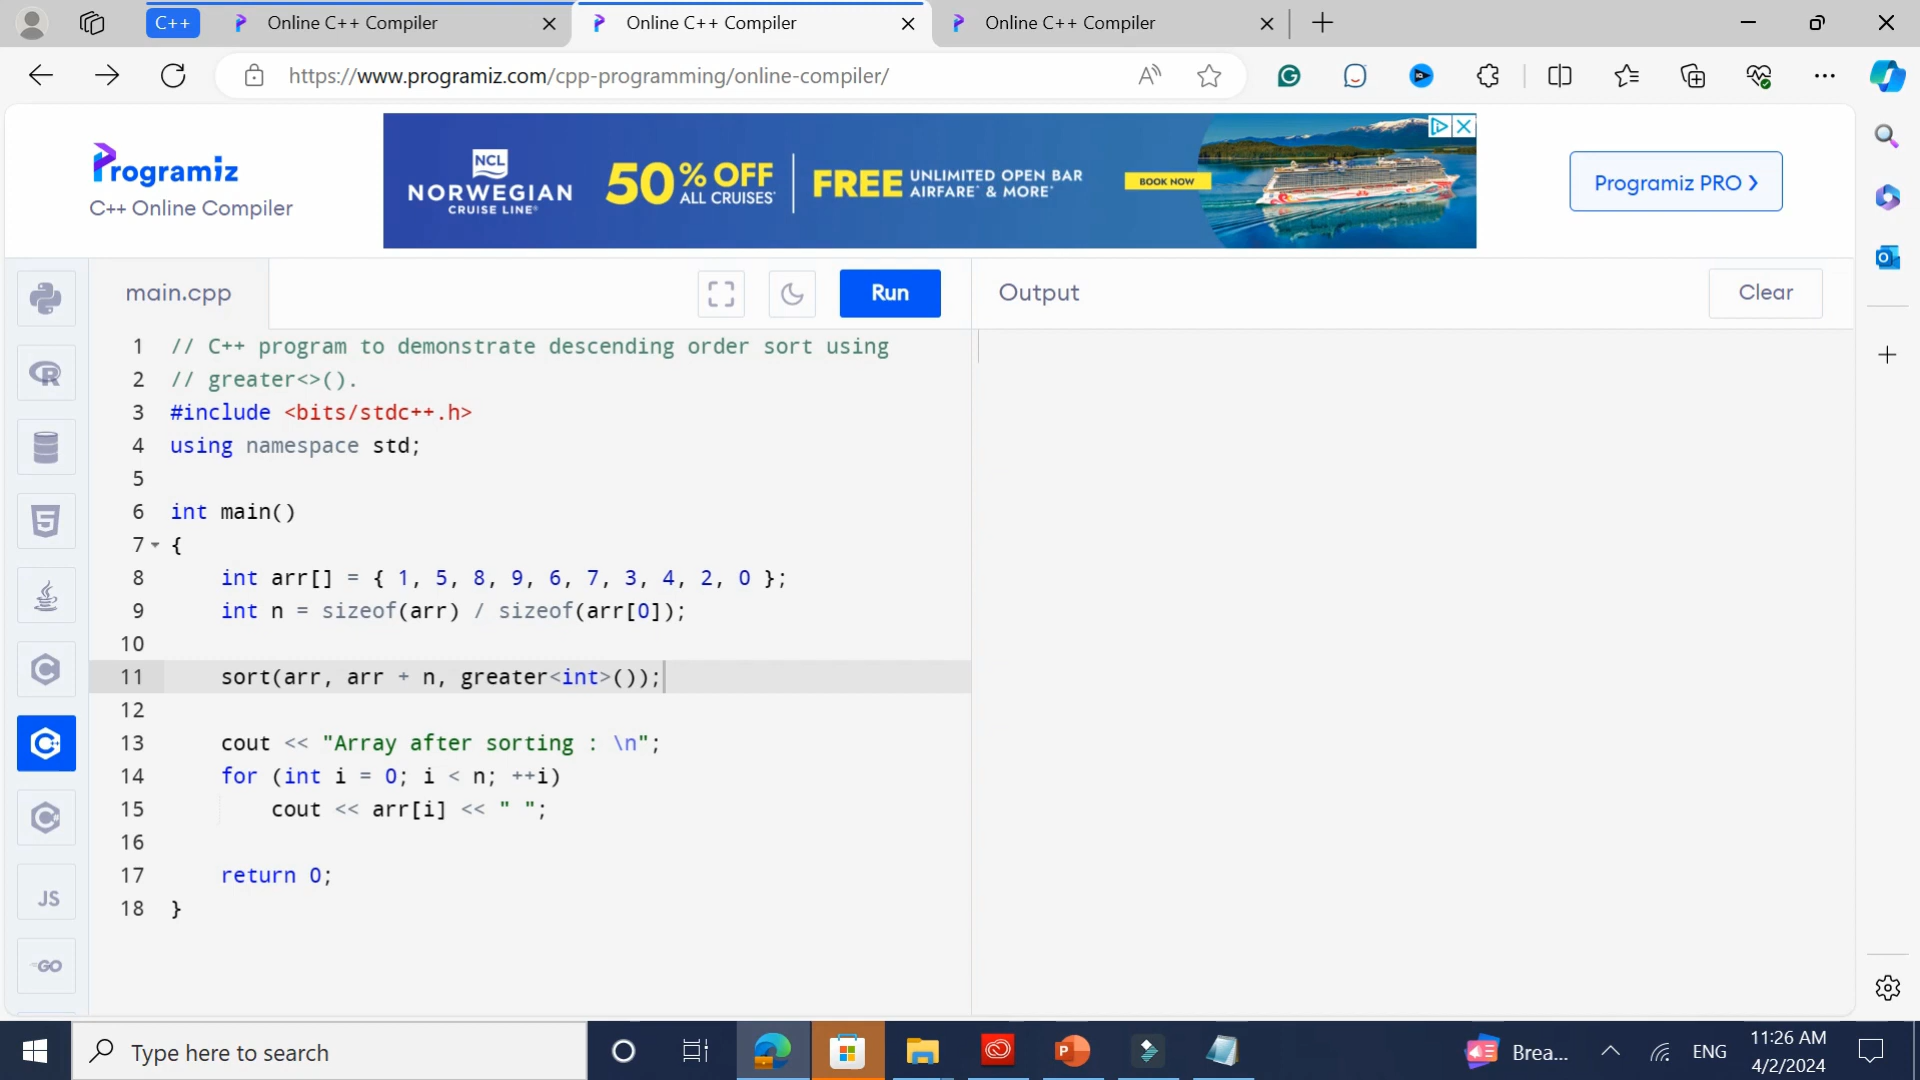 C++
Online C++ Compiler
Online C++ Compiler
Online C++ Compiler
https://www.programiz.com/cpp-programming/online-compiler/
Programiz
C++ Online Compiler
NCL
NORWEGIAN
CRUISE LINE®
50% OFF
ALL CRUISES*
FREE UNLIMITED OPEN BAR
AIRFARE^ & MORE*
BOOK NOW
Programiz PRO ❯
main.cpp
Run
Output
Clear
1 // C++ program to demonstrate descending order sort using
2 // greater<>().
3 #include <bits/stdc++.h>
4 using namespace std;
5
6 int main()
7 {
8     int arr[] = { 1, 5, 8, 9, 6, 7, 3, 4, 2, 0 };
9     int n = sizeof(arr) / sizeof(arr[0]);
10
11     sort(arr, arr + n, greater<int>());
12
13     cout << "Array after sorting : \n";
14     for (int i = 0; i < n; ++i)
15         cout << arr[i] << " ";
16
17     return 0;
18 }
JS
GO
Type here to search
Brea...
ENG
11:26 AM
4/2/2024